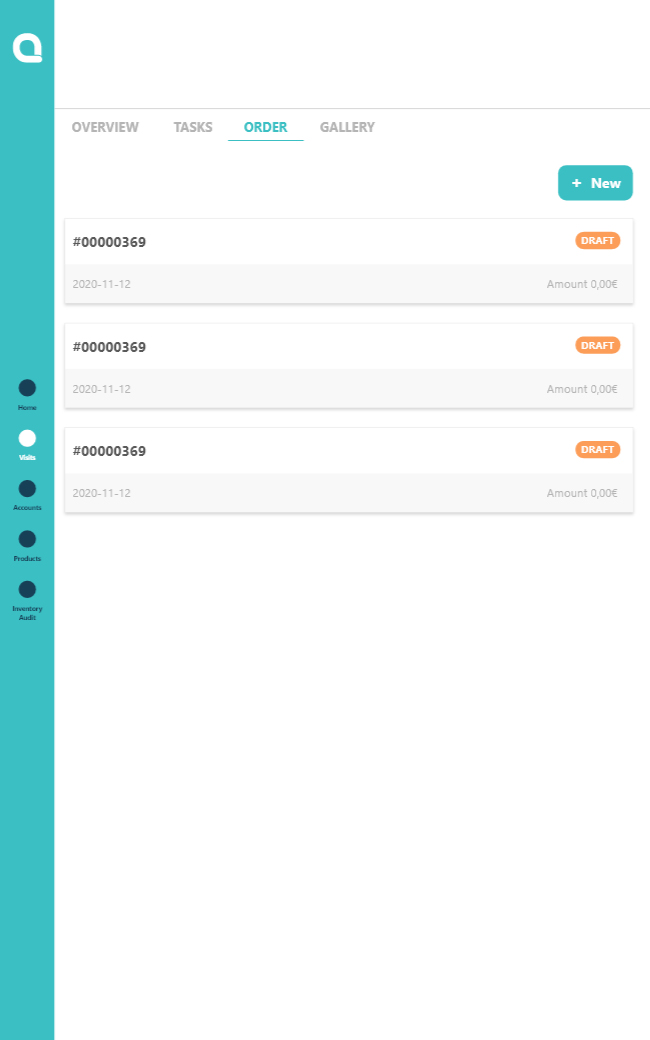 OVERVIEW TASKS ORDER GALLERY
+ New
#00000369 DRAFT
2020-11-12 Amount 0,00€
#00000369 DRAFT
2020-11-12 Amount 0,00€
#00000369 DRAFT
2020-11-12 Amount 0,00€
Home
Visits
Accounts
Products
Inventory
Audit